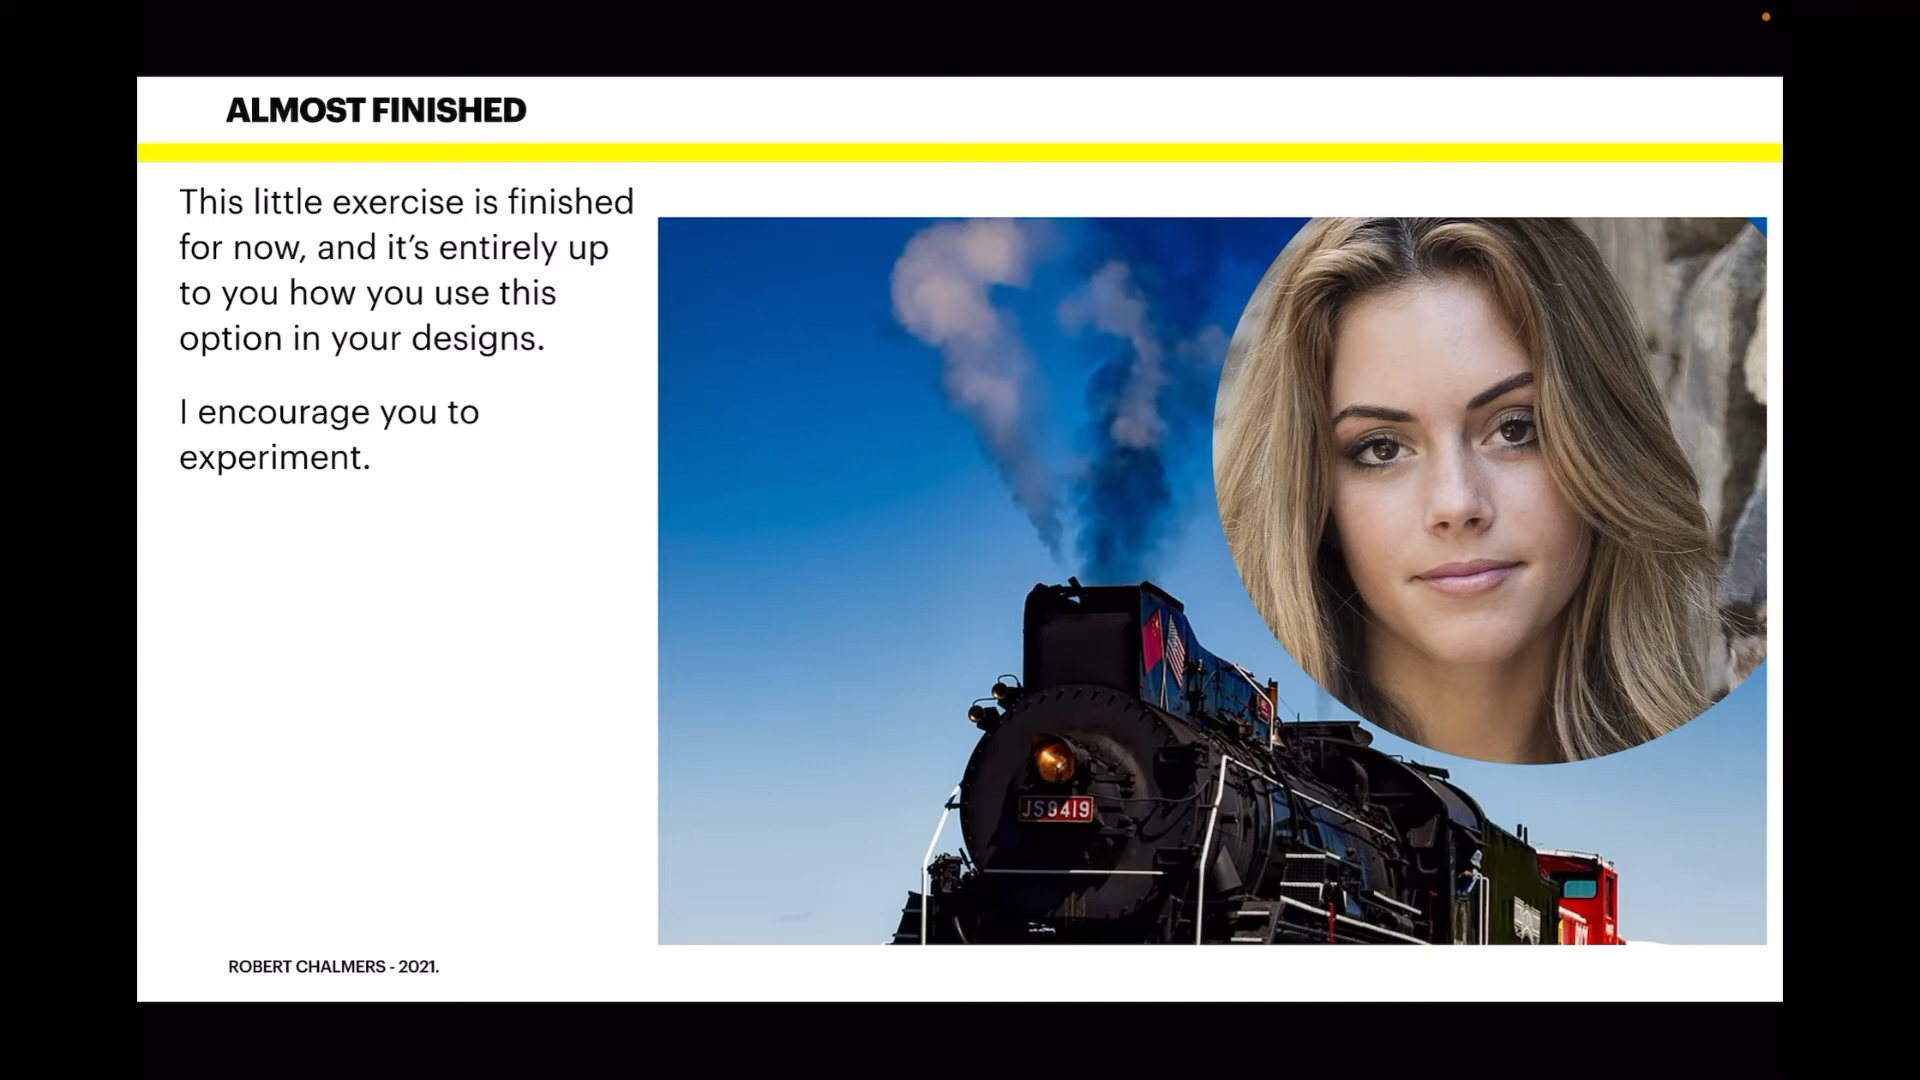 ALMOST FINISHED
This little exercise is finished
for now, and it’s entirely up
to you how you use this
option in your designs.
I encourage you to
experiment.
JS8419
ROBERT CHALMERS - 2021.